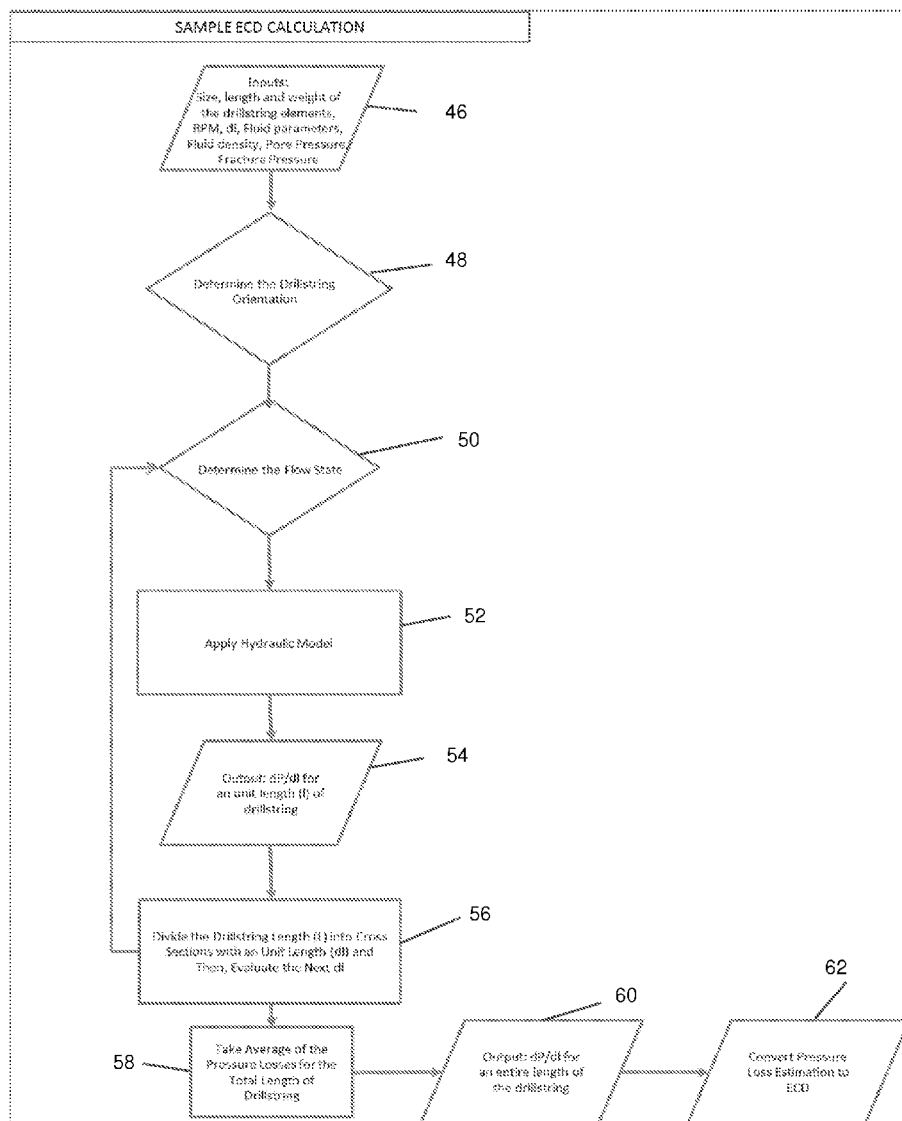 SAMPLE ECD CALCULATION
Inputs:
Size, length and weight of
the drillstring elements,
RPM, dl, Fluid parameters,
Fluid density, Pore Pressure,
Fracture Pressure
46
48
Determine the Drillstring
Orientation
50
Determine the Flow State
52
Apply Hydraulic Model
54
Output: dP/dl for
an unit length (l) of
drillstring
56
Divide the Drillstring Length (L) into Cross
Sections with an Unit Length (dl) and
Then, Evaluate the Next dl
58
Take Average of the
Pressure Losses for the
Total Length of
Drillstring
60
Output: dP/dl for
an entire length of
the drillstring
62
Convert Pressure
Loss Estimation to
ECD